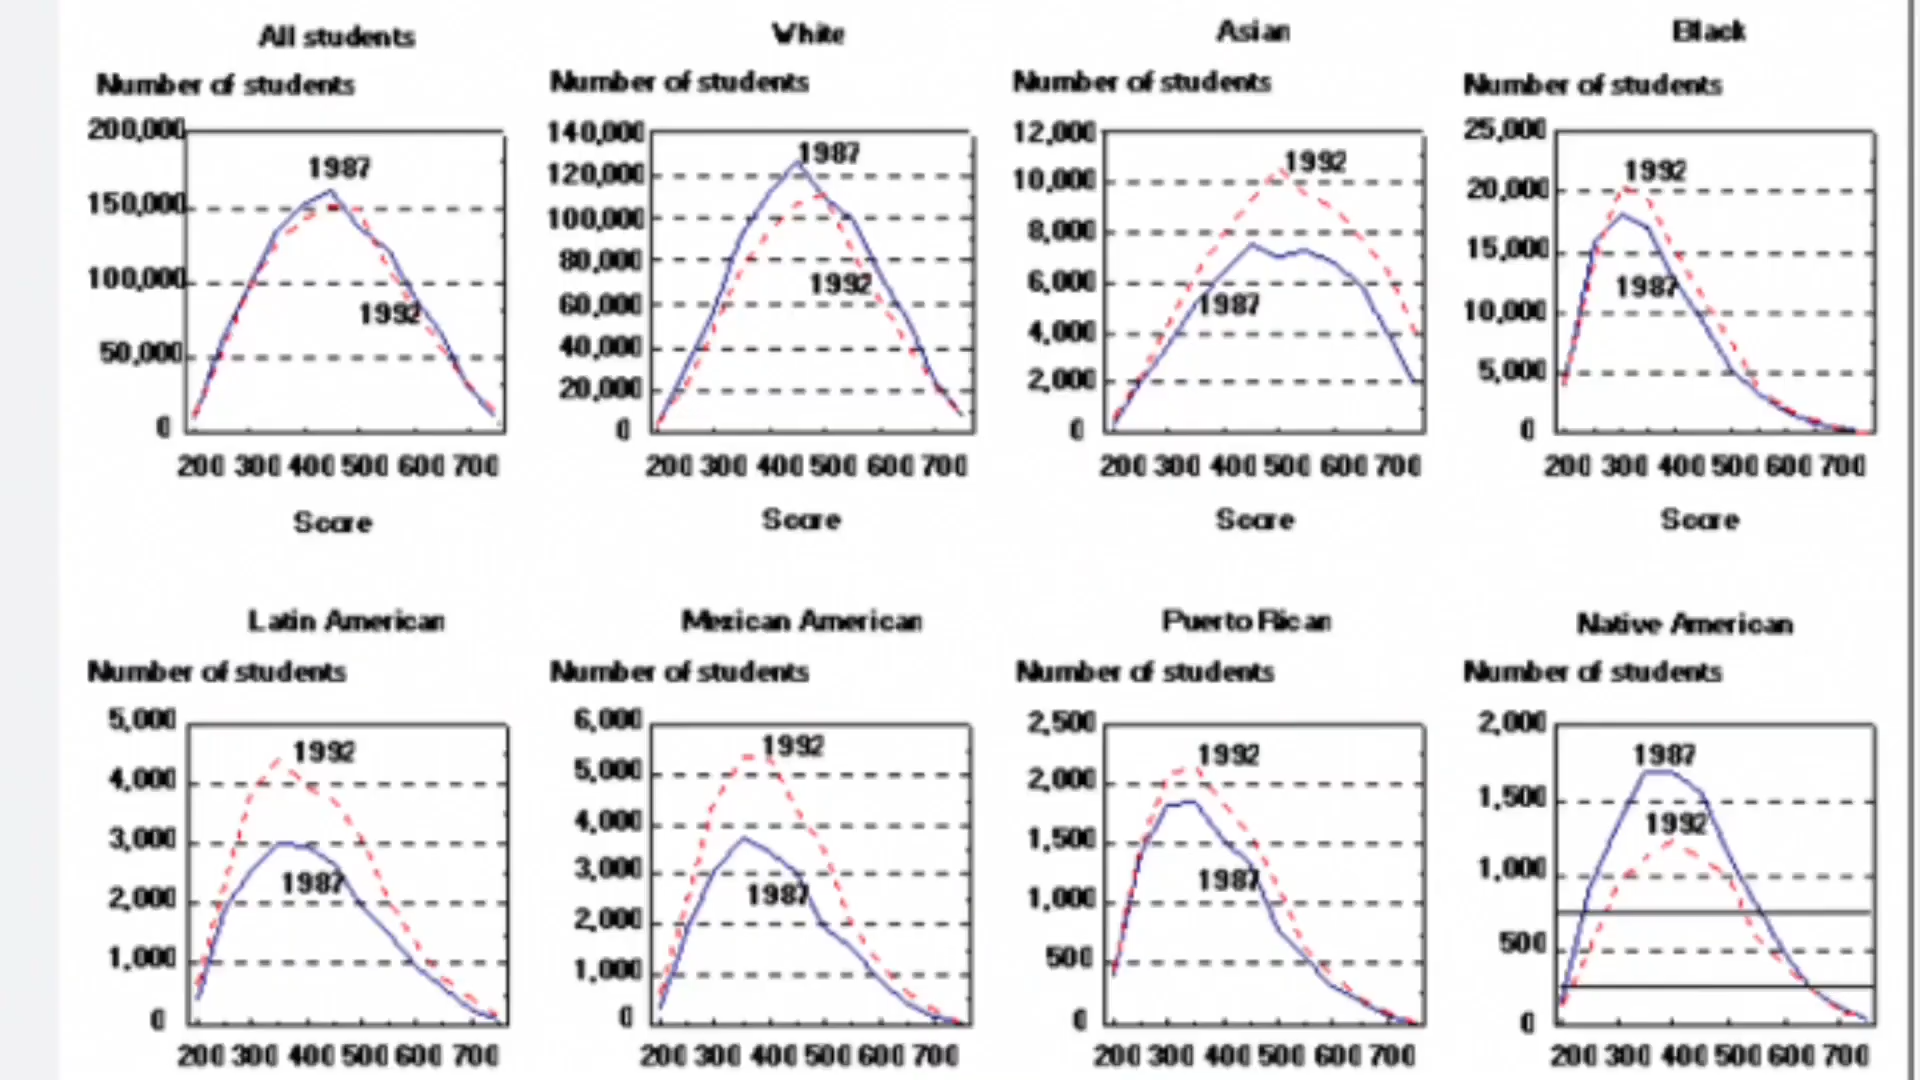 All students
Number of students
200,000
150,000
100,000
50,000
0
1987
1992
200 300 400 500 600 700
Score
White
Number of students
140,000
120,000
100,000
80,000
60,000
40,000
20,000
0
1987
1992
200 300 400 500 600 700
Score
Asian
Number of students
12,000
10,000
8,000
6,000
4,000
2,000
0
1992
1987
200 300 400 500 600 700
Score
Black
Number of students
25,000
20,000
15,000
10,000
5,000
0
1992
1987
200 300 400 500 600 700
Score
Latin American
Number of students
5,000
4,000
3,000
2,000
1,000
0
1992
1987
200 300 400 500 600 700
Mexican American
Number of students
6,000
5,000
4,000
3,000
2,000
1,000
0
1992
1987
200 300 400 500 600 700
Puerto Rican
Number of students
2,500
2,000
1,500
1,000
500
0
1992
1987
200 300 400 500 600 700
Native American
Number of students
2,000
1,500
1,000
500
0
1987
1992
200 300 400 500 600 700